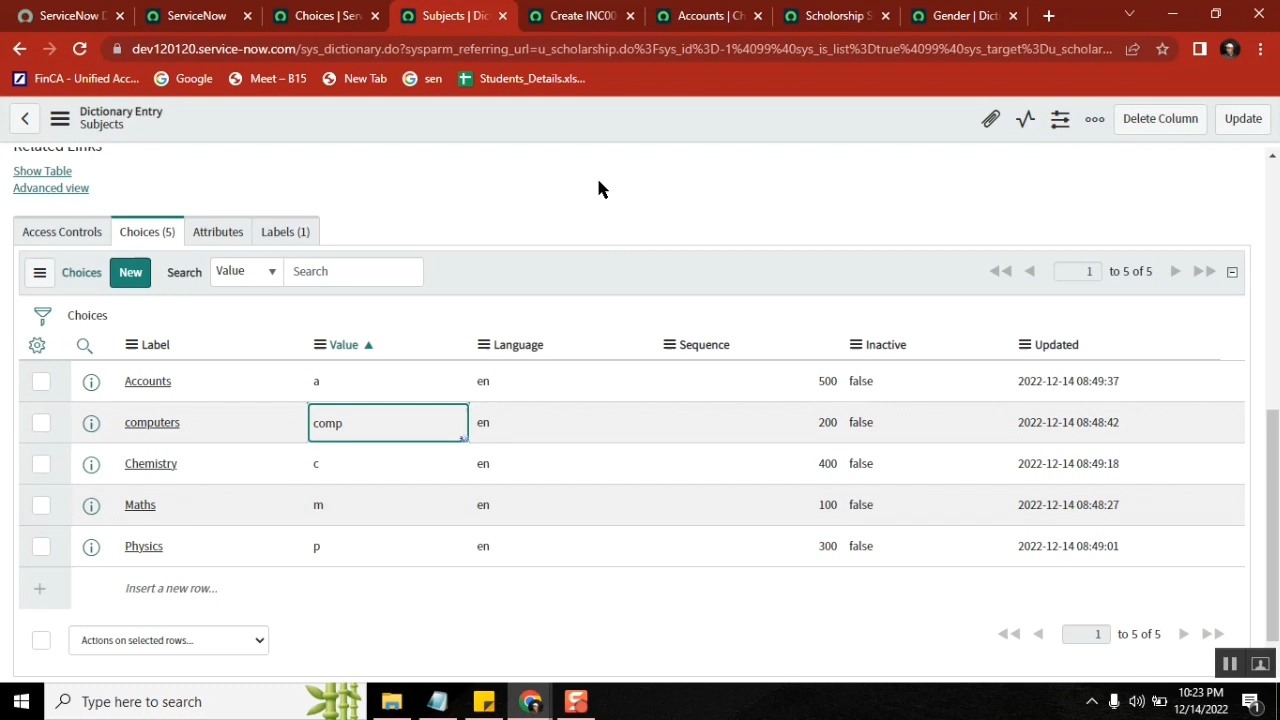 ServiceNow D
ServiceNow
Choices | Serv
Subjects | Dic
Create INC00
Accounts | Ch
Scholorship S
Gender | Dict
dev120120.service-now.com/sys_dictionary.do?sysparm_referring_url=u_scholarship.do%3Fsys_id%3D-1%4099%40sys_is_list%3Dtrue%4099%40sys_target%3Du_scholar...
FinCA - Unified Acc...
Google
Meet – B15
New Tab
sen
Students_Details.xls...
Dictionary Entry
Subjects
Delete Column
Update
Related Links
Show Table
Advanced view
Access Controls
Choices (5)
Attributes
Labels (1)
Choices
New
Search
Value
Search
1 to 5 of 5
Choices
Label Value Language Sequence Inactive Updated
Accounts a en 500 false 2022-12-14 08:49:37
computers comp en 200 false 2022-12-14 08:48:42
Chemistry c en 400 false 2022-12-14 08:49:18
Maths m en 100 false 2022-12-14 08:48:27
Physics p en 300 false 2022-12-14 08:49:01
Insert a new row...
Actions on selected rows...
1 to 5 of 5
Type here to search
10:23 PM
12/14/2022
1